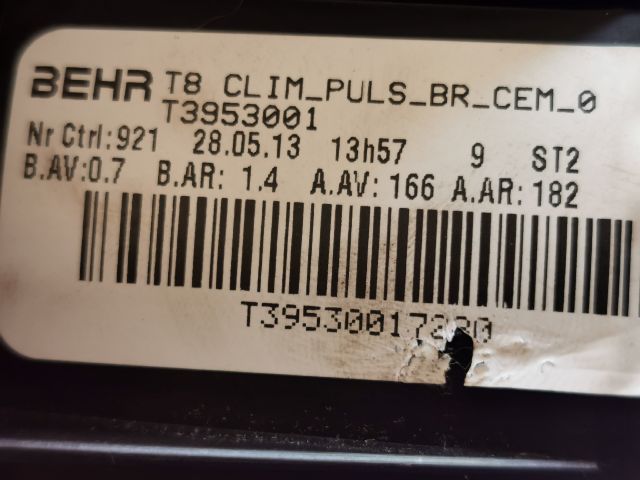 BEHR T8 CLIM_PULS_BR_CEM_0
T3953001
Nr Ctrl:921 28.05.13 13h57 9 ST2
B.AV:0.7 B.AR: 1.4 A.AV: 166 A.AR: 182